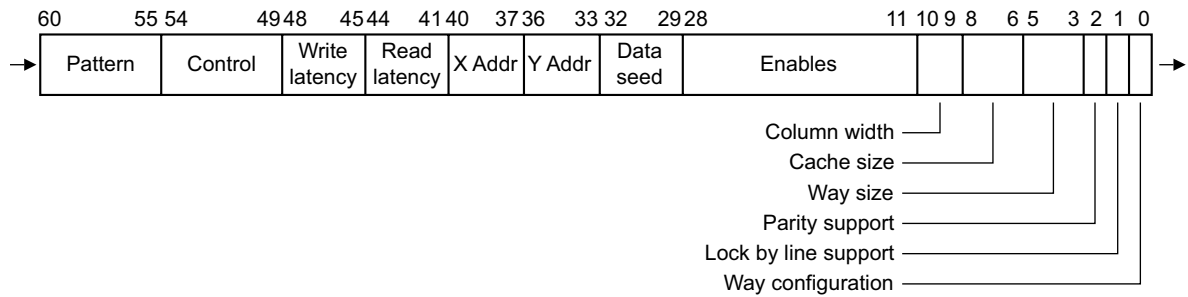 60 55 54 49 48 45 44 41 40 37 36 33 32 29 28 11 10 9 8 6 5 3 2 1 0
Pattern Control Write latency Read latency X Addr Y Addr Data seed Enables
Column width
Cache size
Way size
Parity support
Lock by line support
Way configuration